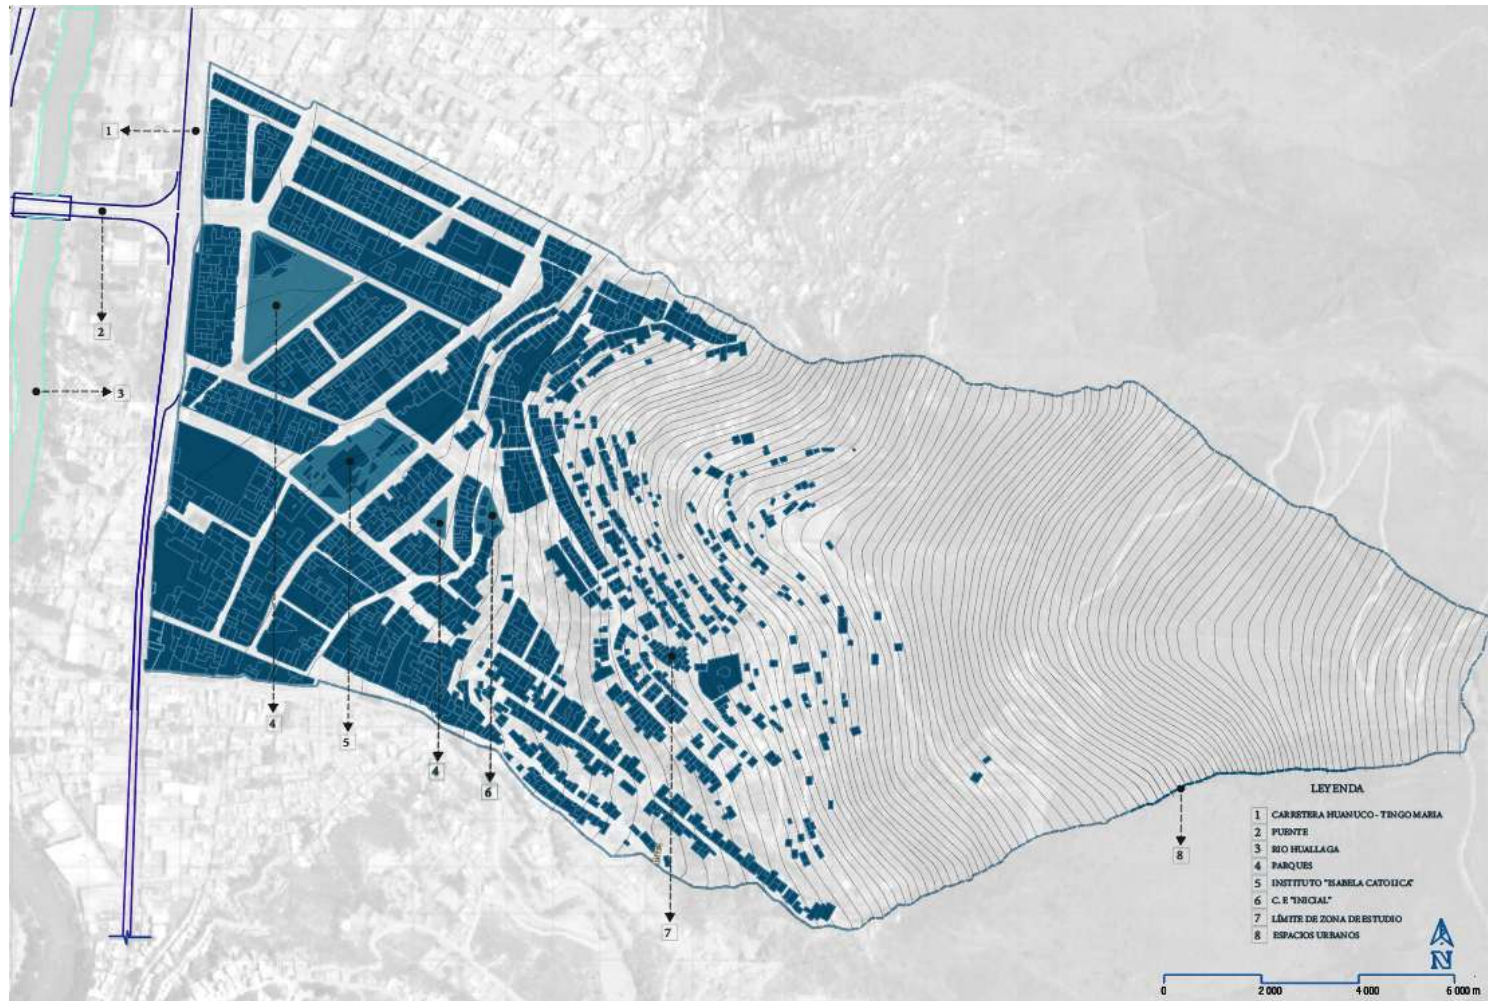 1
2
3
4
5
4
6
7
8
LEYENDA
1 CARRETERA HUANUCO - TINGO MARIA
2 PUENTE
3 RIO HUALLAGA
4 PARQUES
5 INSTITUTO "ISABELA CATOLICA"
6 C. E "INICIAL"
7 LÍMITE DE ZONA DE ESTUDIO
8 ESPACIOS URBANOS
N
0 2 000 4 000 6 000 m